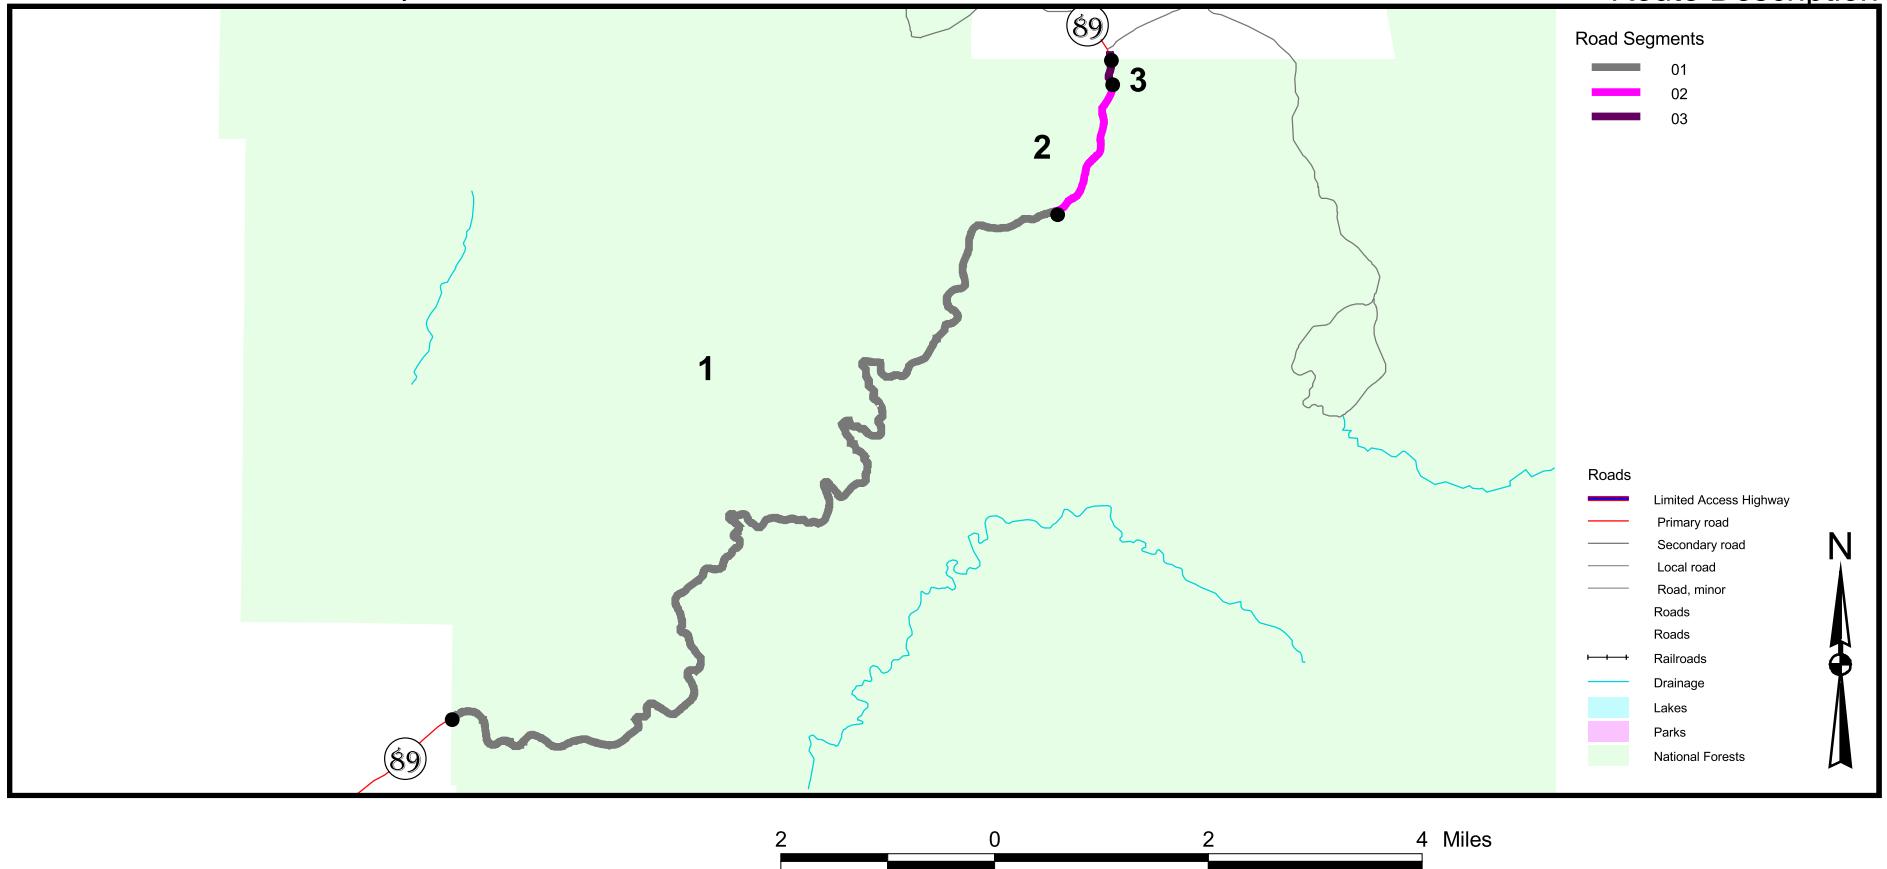 89
Road Segments
01
02
03
3
2
1
89
Roads
Limited Access Highway
Primary road
Secondary road
Local road
Road, minor
Roads
Roads
Railroads
Drainage
Lakes
Parks
National Forests
N
2 0 2 4 Miles